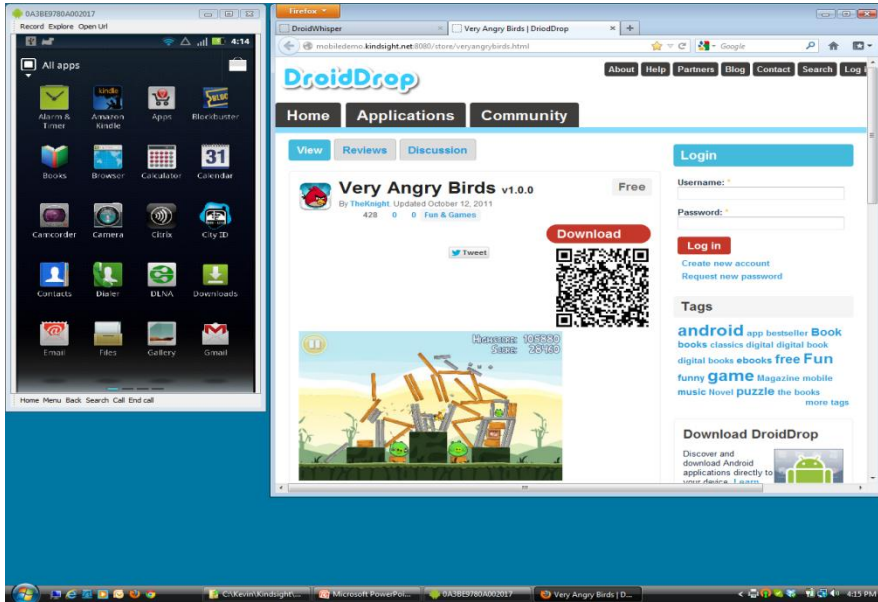 0A3BE9780A002017
Record Explore Open Url
4:14
All apps
Alarm & Timer
kindle
Amazon Kindle
Apps
Blockbuster
Books
Browser
Calculator
31
Calendar
Camcorder
Camera
Citrix
City ID
Contacts
Dialer
DLNA
Downloads
Email
Files
Gallery
Gmail
Home Menu Back Search Call End call
Firefox
DroidWhisper
Very Angry Birds | DriodDrop
mobiledemo.kindsight.net:8080/store/veryangrybirds.html
Google
DroidDrop
About Help Partners Blog Contact Search
Home Applications Community
View Reviews Discussion
Very Angry Birds v1.0.0
Free
By TheKnight Updated October 12, 2011
428 0 0 Fun & Games
Download
Tweet
Login
Username: *
Password: *
Log in
Create new account
Request new password
Tags
android app bestseller Book
books classics digital digital book
digital books ebooks free Fun
funny game Magazine mobile
music Novel puzzle the books
more tags
Download DroidDrop
Discover and
download Android
applications directly to
C:\Kevin\Kindsight\...
Microsoft PowerPoi...
0A3BE9780A002017
Very Angry Birds | D...
4:15 PM